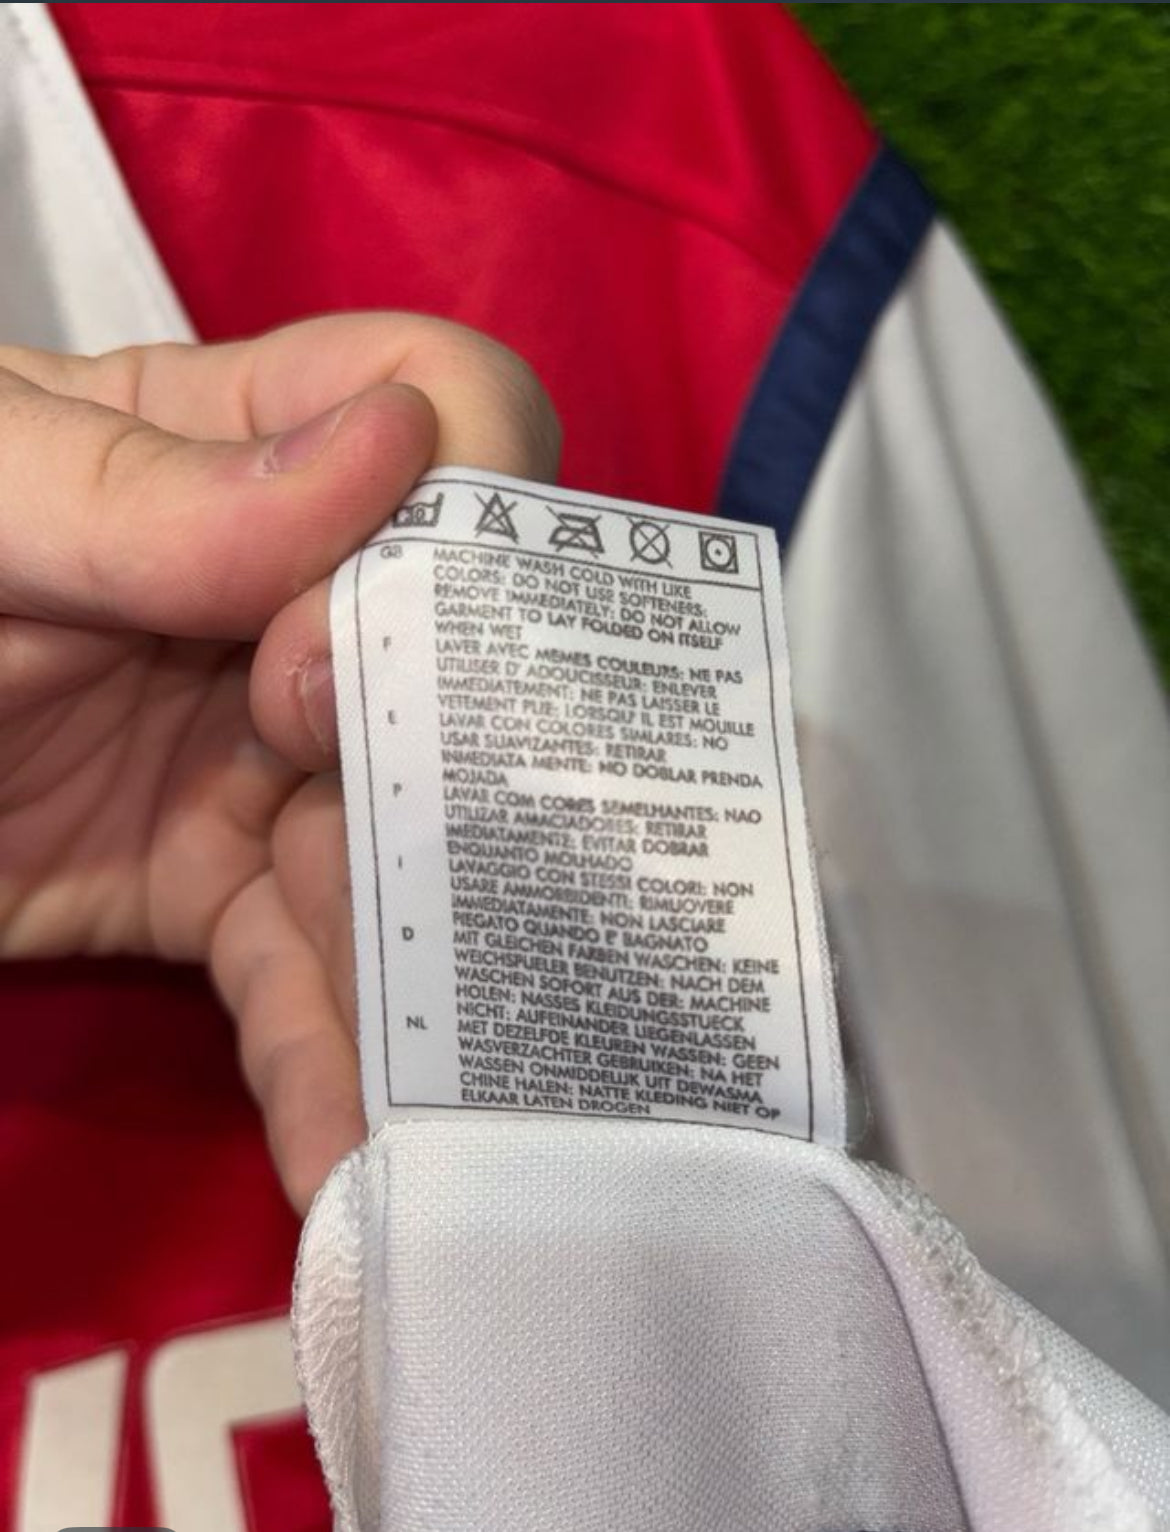 30
GB
MACHINE WASH COLD WITH LIKE
COLORS: DO NOT USE SOFTENERS:
REMOVE IMMEDIATELY: DO NOT ALLOW
GARMENT TO LAY FOLDED ON ITSELF
WHEN WET
F
LAVER AVEC MEMES COULEURS: NE PAS
UTILISER D' ADOUCISSEUR: ENLEVER
IMMEDIATEMENT: NE PAS LAISSER LE
VETEMENT PLIE: LORSQU' IL EST MOUILLE
E
LAVAR CON COLORES SIMLARES: NO
USAR SUAVIZANTES: RETIRAR
INMEDIATA MENTE: NO DOBLAR PRENDA
MOJADA
P
LAVAR COM CORES SEMELHANTES: NAO
UTILIZAR AMACIADORES: RETIRAR
IMEDIATAMENTE: EVITAR DOBRAR
ENQUANTO MOLHADO
I
LAVAGGIO CON STESSI COLORI: NON
USARE AMMORBIDENTI: RIMUOVERE
IMMEDIATAMENTE: NON LASCIARE
PIEGATO QUANDO E' BAGNATO
D
MIT GLEICHEN FARBEN WASCHEN: KEINE
WEICHSPUELER BENUTZEN: NACH DEM
WASCHEN SOFORT AUS DER: MACHINE
HOLEN: NASSES KLEIDUNGSSTUECK
NICHT: AUFEINANDER LIEGENLASSEN
NL
MET DEZELFDE KLEUREN WASSEN: GEEN
WASVERZACHTER GEBRUIKEN: NA HET
WASSEN ONMIDDELIJK UIT DEWASMA
CHINE HALEN: NATTE KLEDING NIET OP
ELKAAR LATEN DROGEN